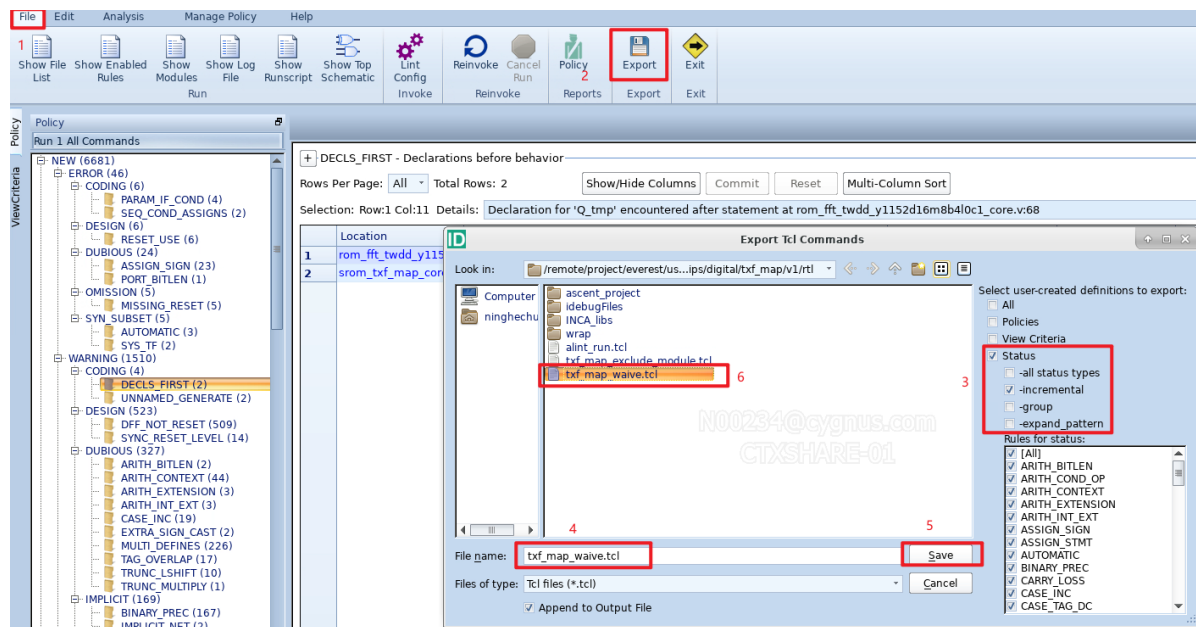 File Edit Analysis Manage Policy Help
1
Show File List
Show Enabled Rules
Show Modules
Show Log File
Show Runscript
Show Top Schematic
Lint Config
Reinvoke
Cancel Run
Policy
2
Export
Exit
Run
Invoke
Reinvoke
Reports
Export
Exit
Policy
ViewCriteria
Policy
Run 1 All Commands
NEW (6681)
ERROR (46)
CODING (6)
PARAM_IF_COND (4)
SEQ_COND_ASSIGNS (2)
DESIGN (6)
RESET_USE (6)
DUBIOUS (24)
ASSIGN_SIGN (23)
PORT_BITLEN (1)
OMISSION (5)
MISSING_RESET (5)
SYN_SUBSET (5)
AUTOMATIC (3)
SYS_TF (2)
WARNING (1510)
CODING (4)
DECLS_FIRST (2)
UNNAMED_GENERATE (2)
DESIGN (523)
DFF_NOT_RESET (509)
SYNC_RESET_LEVEL (14)
DUBIOUS (327)
ARITH_BITLEN (2)
ARITH_CONTEXT (44)
ARITH_EXTENSION (3)
ARITH_INT_EXT (3)
CASE_INC (19)
EXTRA_SIGN_CAST (2)
MULTI_DEFINES (226)
TAG_OVERLAP (17)
TRUNC_LSHIFT (10)
TRUNC_MULTIPLY (1)
IMPLICIT (169)
BINARY_PREC (167)
IMPLICIT_NET (2)
+ DECLS_FIRST - Declarations before behavior
Rows Per Page: All Total Rows: 2 Show/Hide Columns Commit Reset Multi-Column Sort
Selection: Row:1 Col:11 Details: Declaration for 'Q_tmp' encountered after statement at rom_fft_twdd_y1152d16m8b4l0c1_core.v:68
Location
1 rom_fft_twdd_y115
2 srom_txf_map_cor
ID Export Tcl Commands
Look in: /remote/project/everest/us...ips/digital/txf_map/v1/rtl
Computer
ninghechu
ascent_project
idebugFiles
INCA_libs
wrap
alint_run.tcl
txf_map_exclude_module.tcl
txf_map_waive.tcl
6
N00234@cygnus.com
CTXSHARE-01
Select user-created definitions to export:
All
Policies
View Criteria
Status
-all status types
3
-incremental
-group
-expand_pattern
Rules for status:
[All]
ARITH_BITLEN
ARITH_COND_OP
ARITH_CONTEXT
ARITH_EXTENSION
ARITH_INT_EXT
ASSIGN_SIGN
ASSIGN_STMT
AUTOMATIC
BINARY_PREC
CARRY_LOSS
CASE_INC
CASE_TAG_DC
4
5
File name: txf_map_waive.tcl Save
Files of type: Tcl files (*.tcl) Cancel
Append to Output File